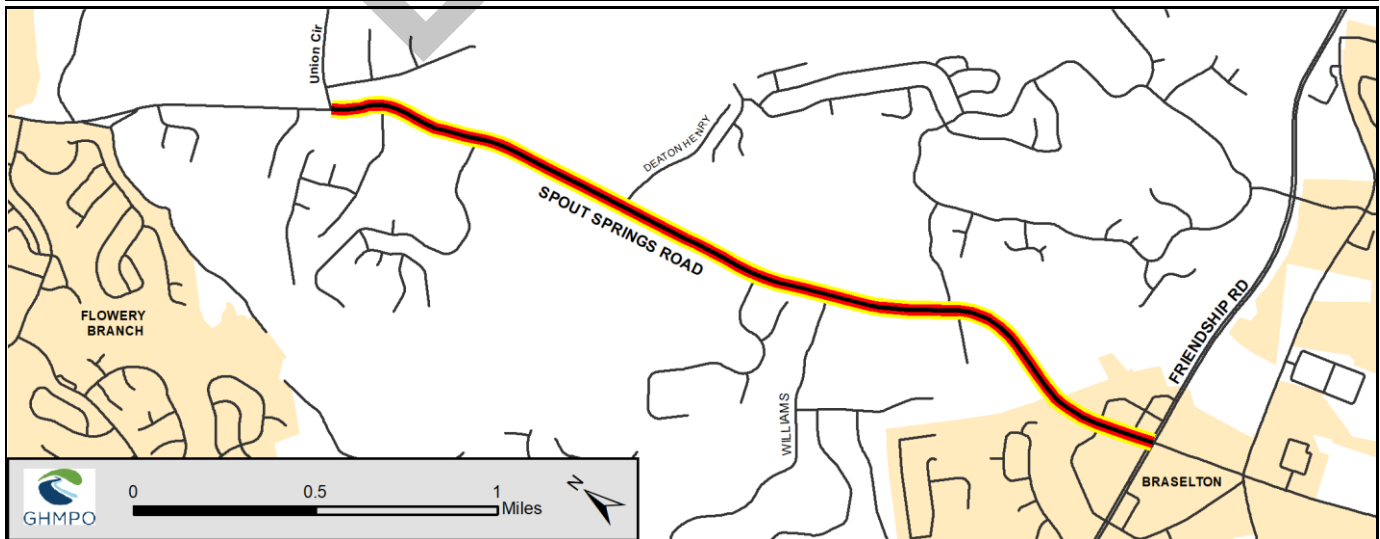 Union Cir
DEATON HENRY
SPOUT SPRINGS ROAD
FLOWERY
BRANCH
FRIENDSHIP RD
WILLIAMS
BRASELTON
GHMPO
0 0.5 1
Miles
N